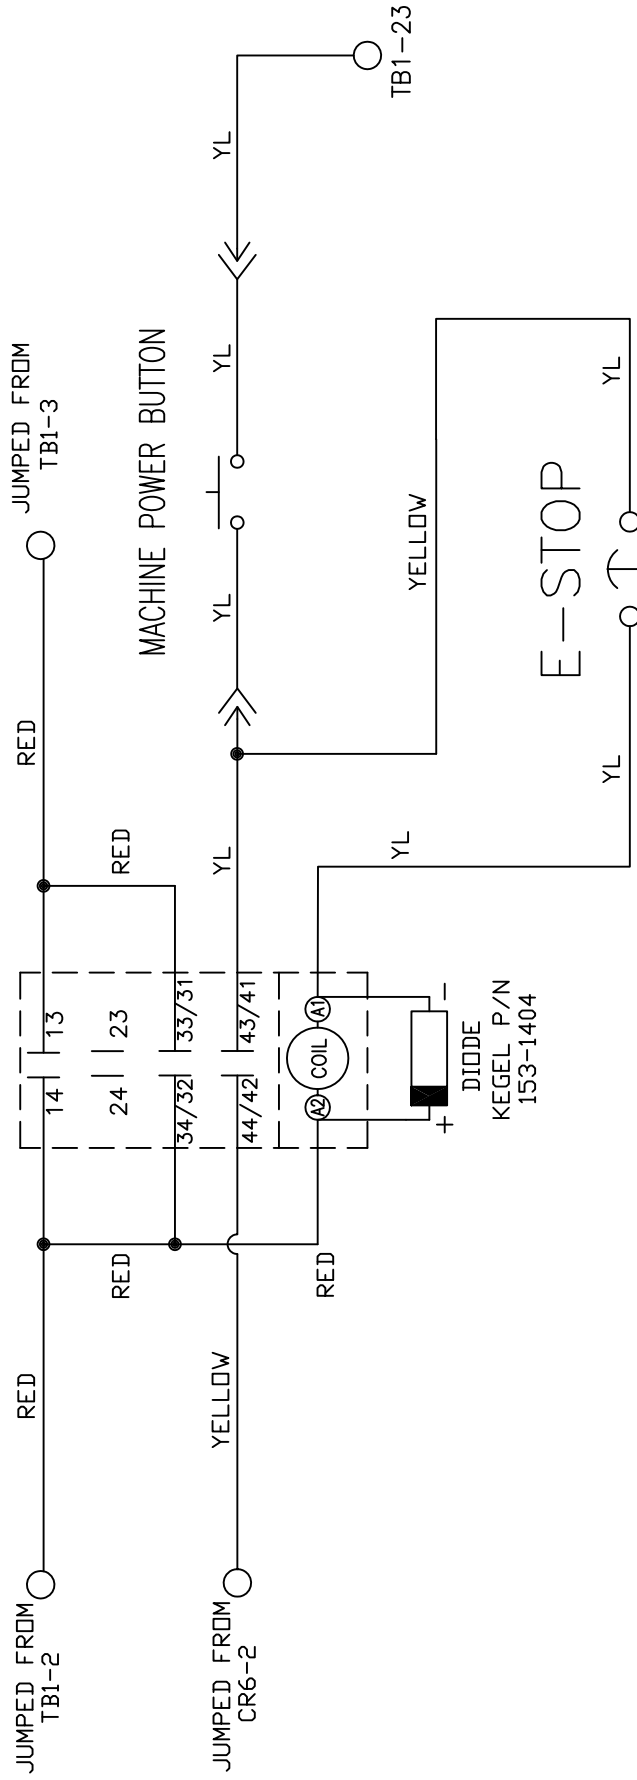 JUMPED FROM
TB1-2
RED
RED
RED
JUMPED FROM
TB1-3
14
13
24
23
RED
34/32
33/31
MACHINE POWER BUTTON
JUMPED FROM
CR6-2
YELLOW
44/42
43/41
YL
YL
YL
YL
TB1-23
RED
A2
COIL
A1
YL
YELLOW
+
-
DIODE
KEGEL P/N
153-1404
E-STOP
YL
YL